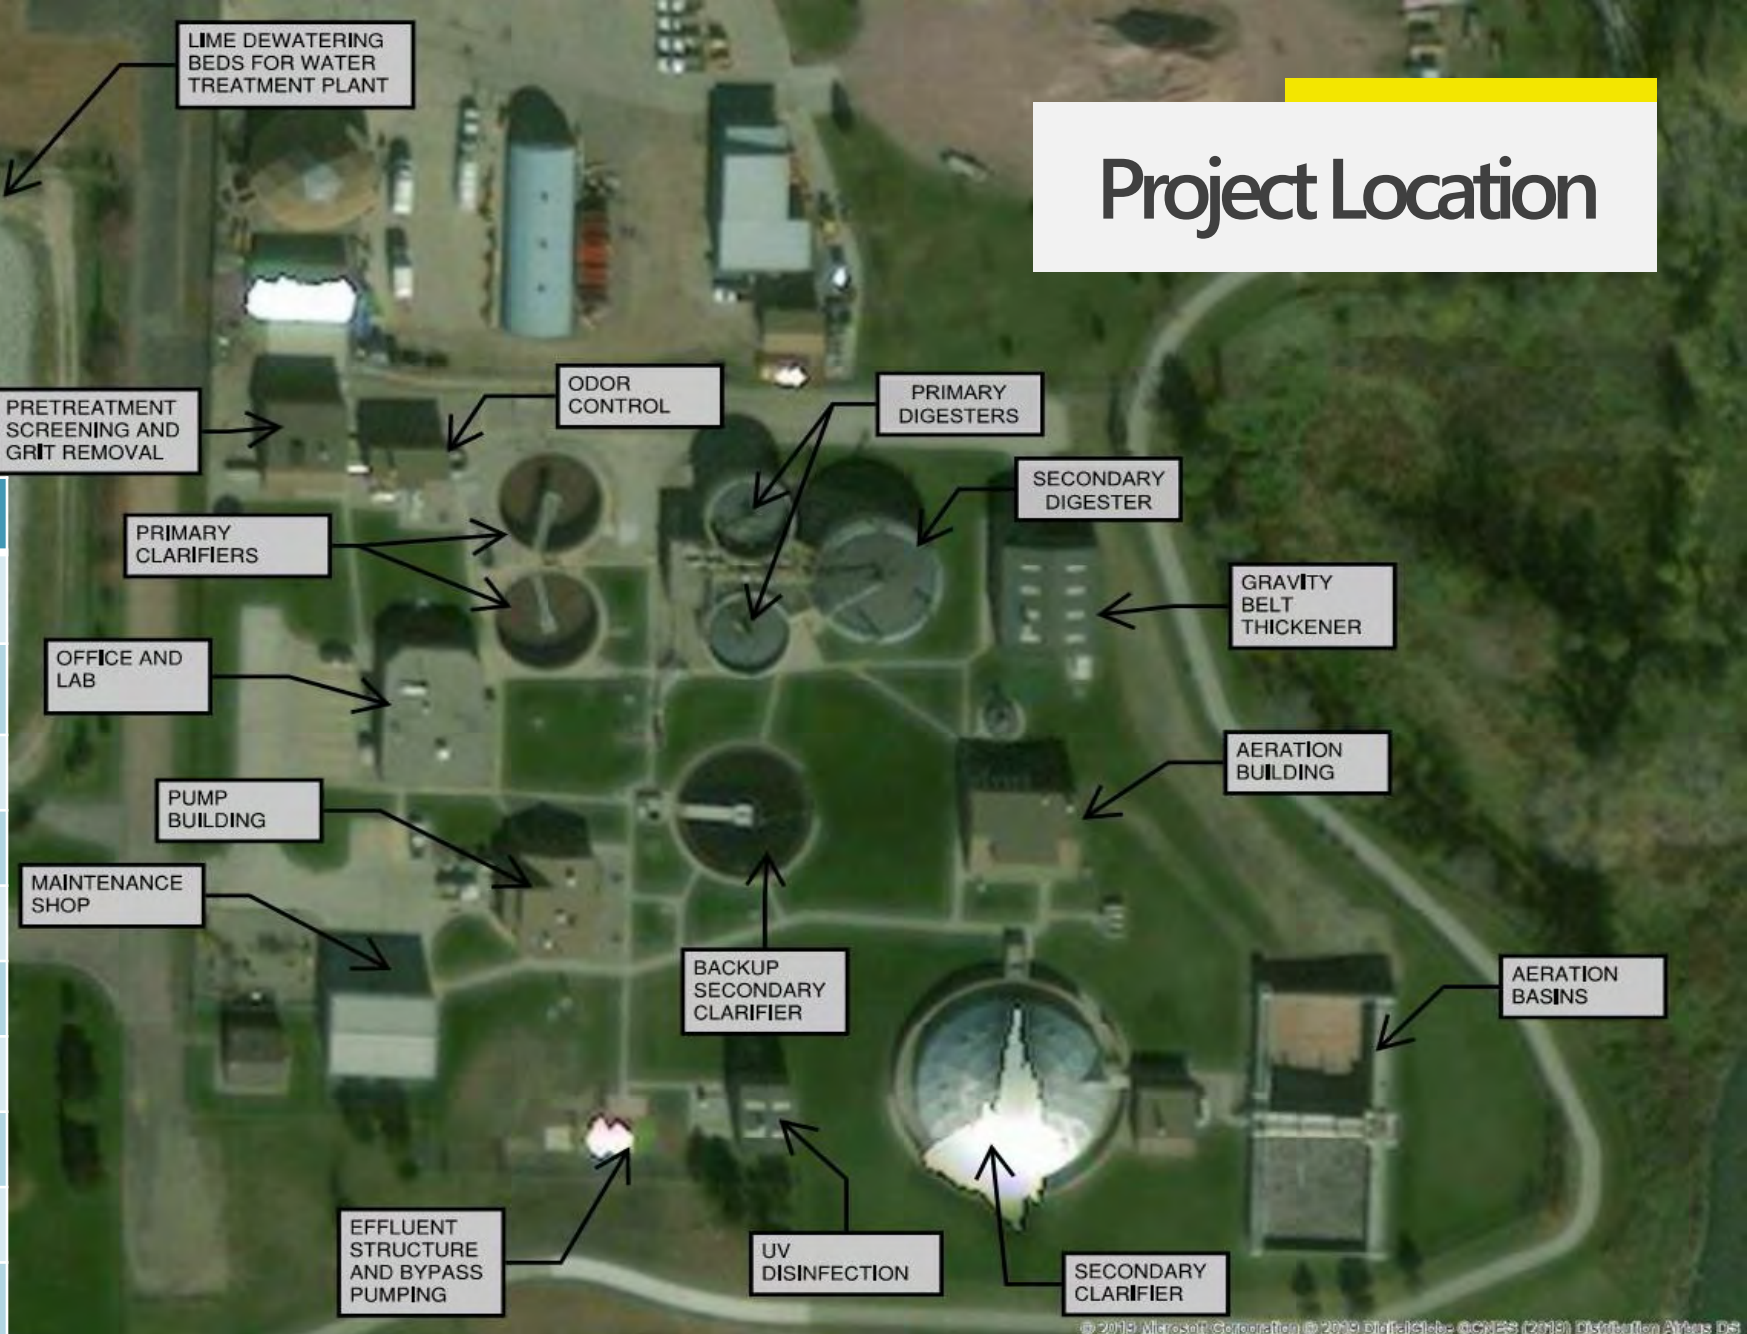 LIME DEWATERING
BEDS FOR WATER
TREATMENT PLANT
Project Location
ODOR
CONTROL
PRIMARY
DIGESTERS
PRETREATMENT
SCREENING AND
GRIT REMOVAL
SECONDARY
DIGESTER
PRIMARY
CLARIFIERS
GRAVITY
BELT
THICKENER
OFFICE AND
LAB
AERATION
BUILDING
PUMP
BUILDING
MAINTENANCE
SHOP
BACKUP
SECONDARY
CLARIFIER
AERATION
BASINS
EFFLUENT
STRUCTURE
AND BYPASS
PUMPING
UV
DISINFECTION
SECONDARY
CLARIFIER
© 2019 Microsoft Corporation © 2019 DigitalGlobe ©CNES (2019) Distribution Airbus DS